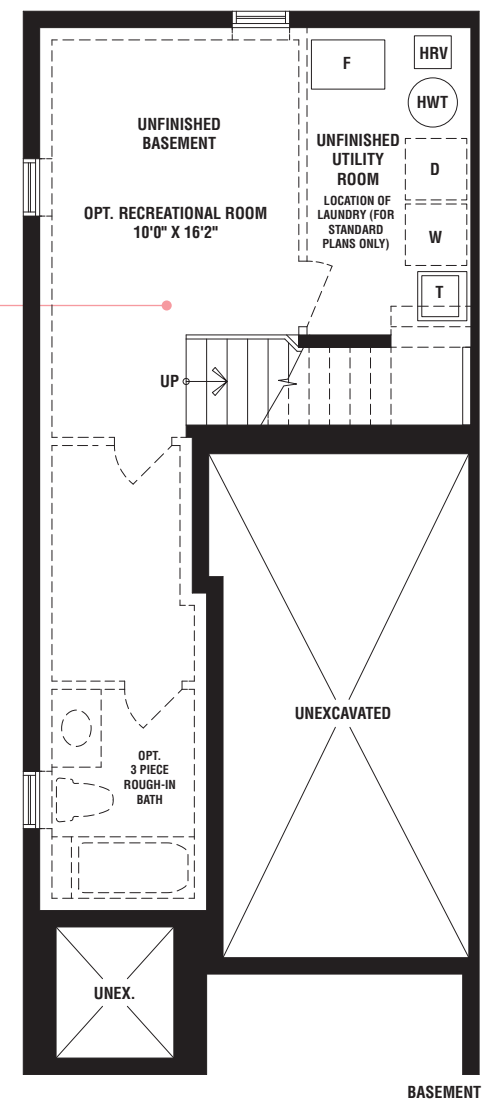 F
HRV
HWT
UNFINISHED
BASEMENT
UNFINISHED
UTILITY
ROOM
LOCATION OF
LAUNDRY (FOR
STANDARD
PLANS ONLY)
D
OPT. RECREATIONAL ROOM
10'0" X 16'2"
W
T
UP
UNEXCAVATED
OPT.
3 PIECE
ROUGH-IN
BATH
UNEX.
BASEMENT